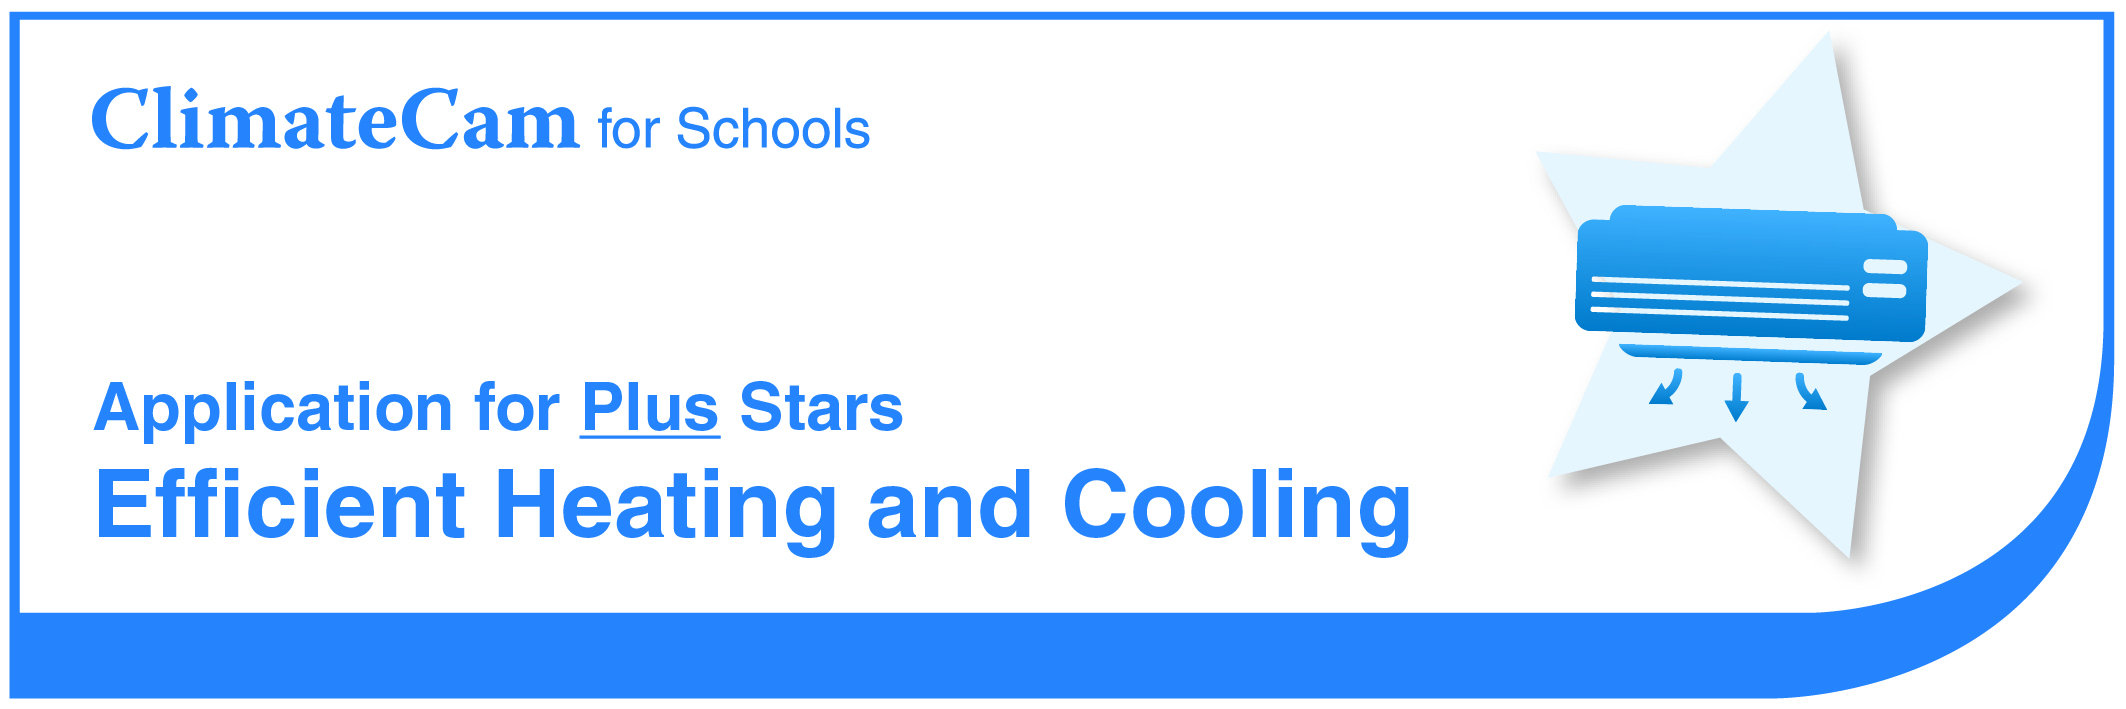 ClimateCam for Schools
Application for Plus Stars
Efficient Heating and Cooling